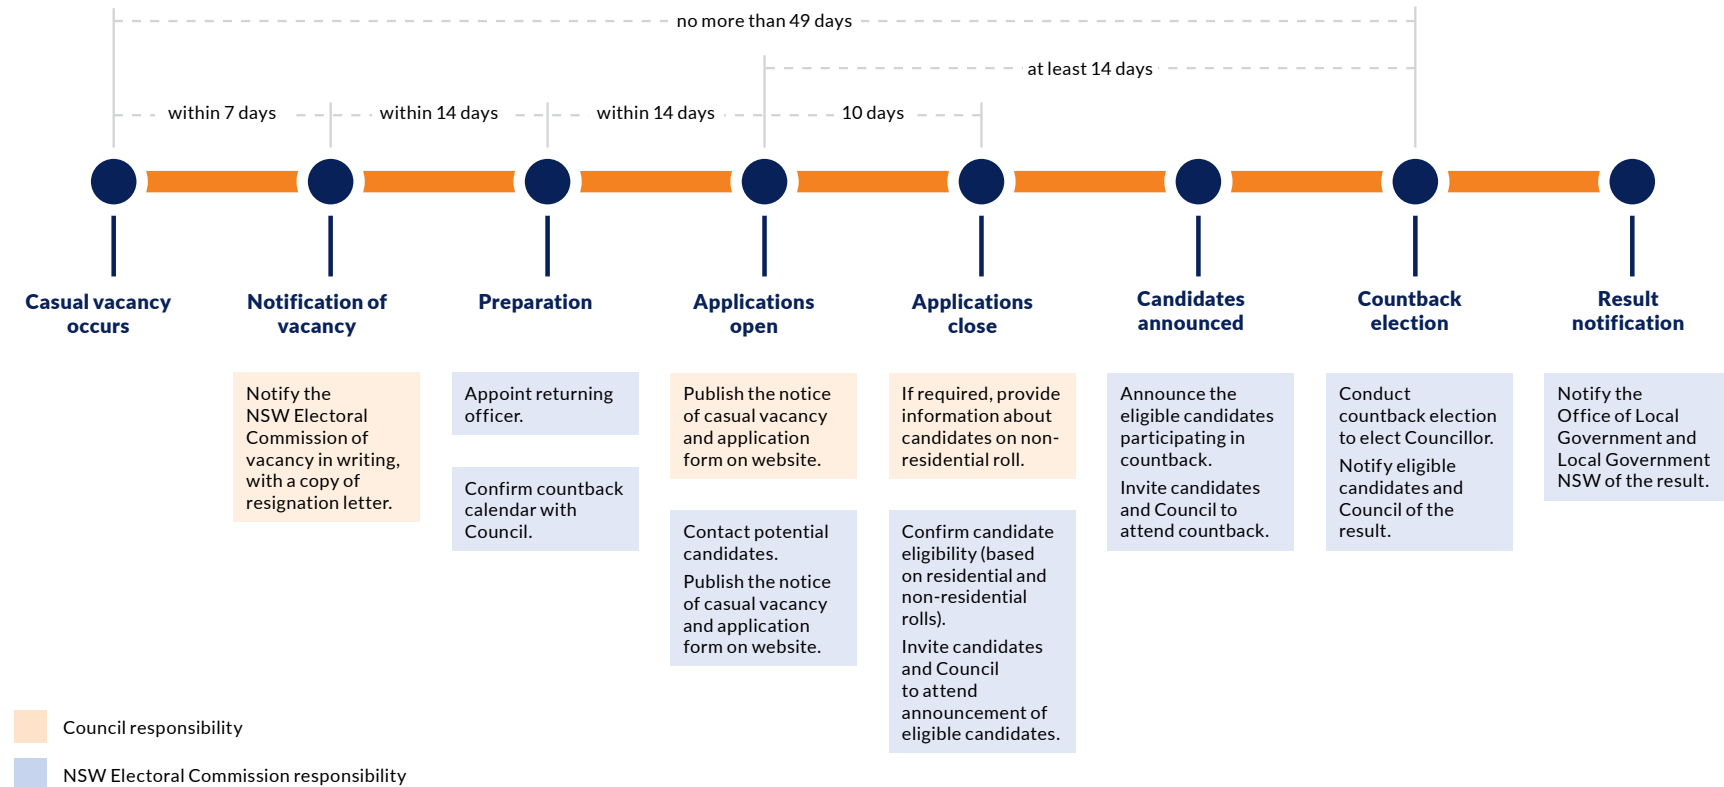 no more than 49 days
at least 14 days
within 7 days
within 14 days
within 14 days
10 days
Casual vacancy
occurs
Notification of
vacancy
Preparation
Applications
open
Applications
close
Candidates
announced
Countback
election
Result
notification
Notify the
NSW Electoral
Commission of
vacancy in writing,
with a copy of
resignation letter.
Appoint returning
officer.
Confirm countback
calendar with
Council.
Publish the notice
of casual vacancy
and application
form on website.
Contact potential
candidates.
Publish the notice
of casual vacancy
and application
form on website.
If required, provide
information about
candidates on non-
residential roll.
Confirm candidate
eligibility (based
on residential and
non-residential
rolls).
Invite candidates
and Council
to attend
announcement of
eligible candidates.
Announce the
eligible candidates
participating in
countback.
Invite candidates
and Council to
attend countback.
Conduct
countback election
to elect Councillor.
Notify eligible
candidates and
Council of the
result.
Notify the
Office of Local
Government and
Local Government
NSW of the result.
Council responsibility
NSW Electoral Commission responsibility